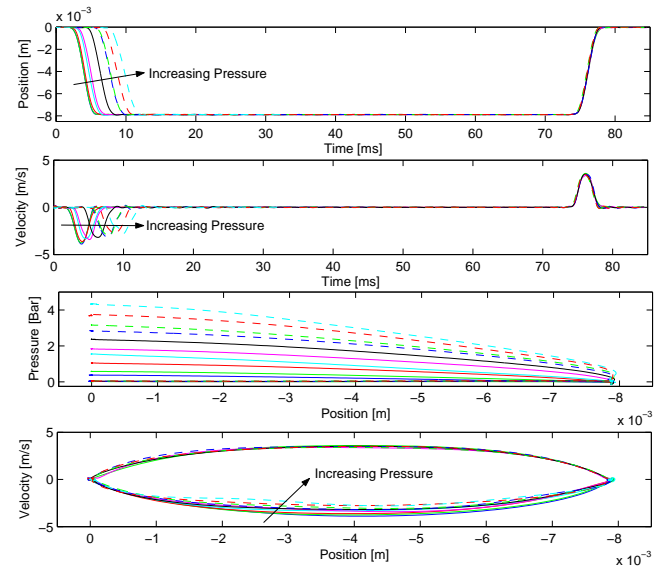 x 10⁻³
0
−2
−4
−6
−8
Position [m]
Increasing Pressure
0 10 20 30 40 50 60 70 80
Time [ms]
5
0
−5
Velocity [m/s]
Increasing Pressure
0 10 20 30 40 50 60 70 80
Time [ms]
4
2
0
Pressure [Bar]
0 −1 −2 −3 −4 −5 −6 −7 −8
Position [m]
x 10⁻³
5
0
−5
Velocity [m/s]
Increasing Pressure
0 −1 −2 −3 −4 −5 −6 −7 −8
Position [m]
x 10⁻³